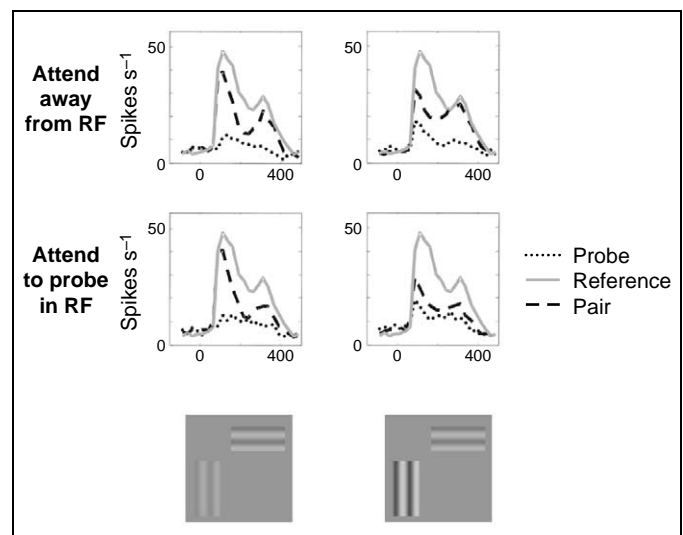 Attend
away
from RF
Spikes s⁻¹
50
0
0
400
50
0
0
400
Attend
to probe
in RF
Spikes s⁻¹
50
0
0
400
50
0
0
400
Probe
Reference
Pair